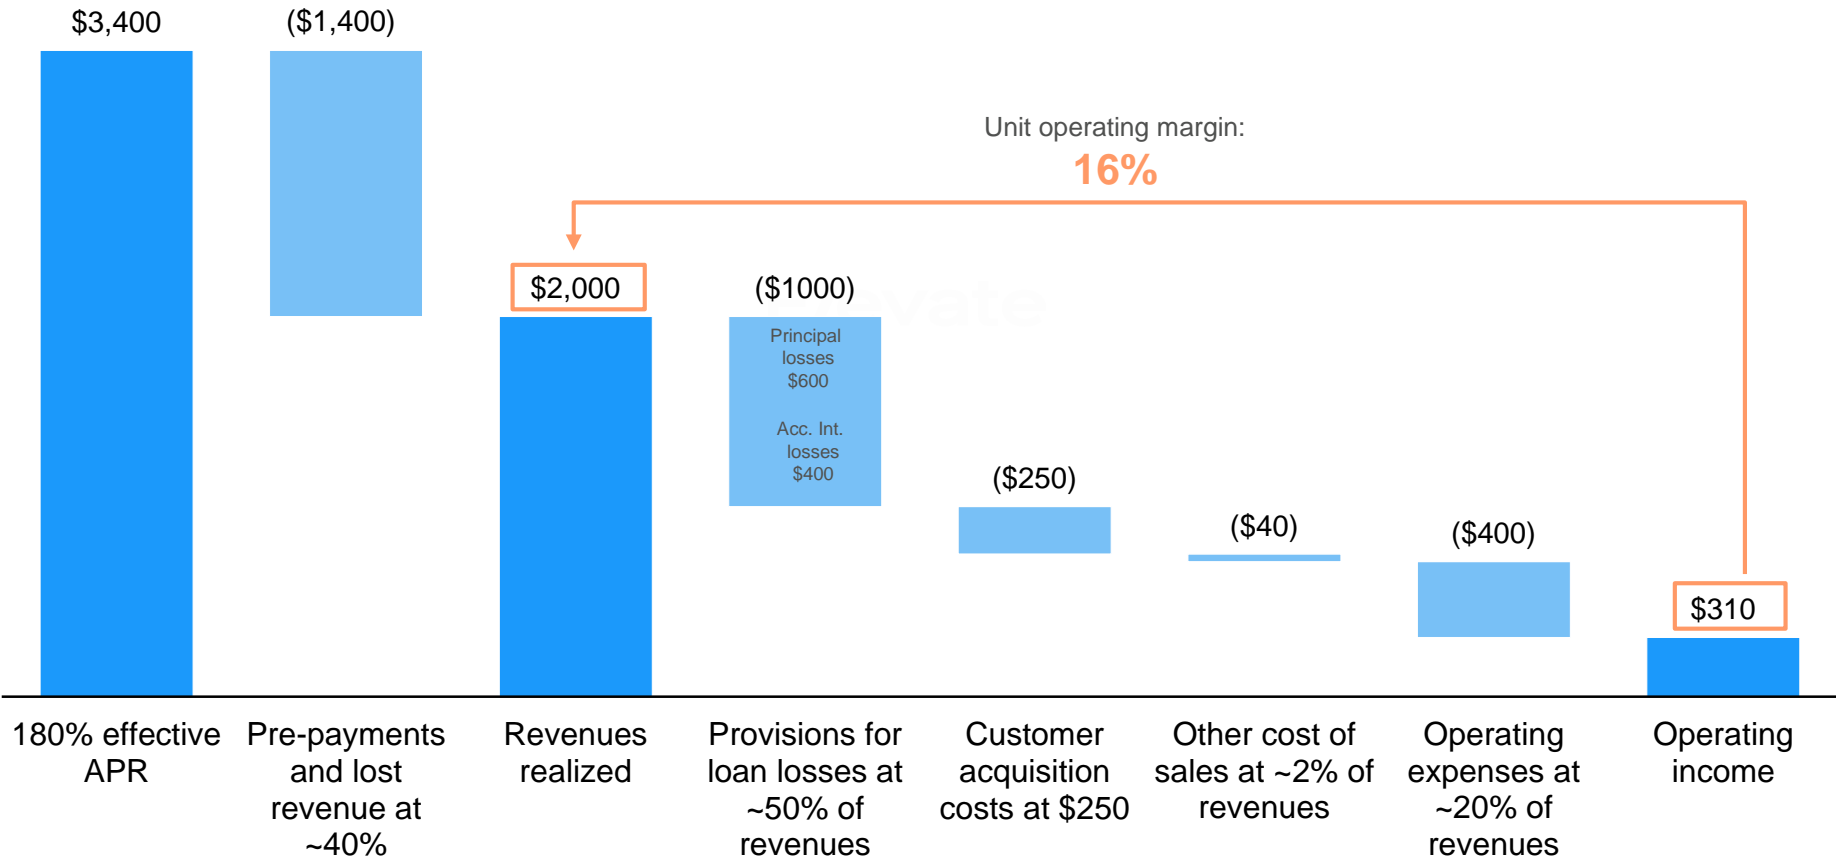 $3,400
($1,400)
Unit operating margin:
16%
$2,000
($1000)
Principal
losses
$600
Acc. Int.
losses
$400
($250)
($40)
($400)
$310
180% effective
APR
Pre-payments
and lost
revenue at
~40%
Revenues
realized
Provisions for
loan losses at
~50% of
revenues
Customer
acquisition
costs at $250
Other cost of
sales at ~2% of
revenues
Operating
expenses at
~20% of
revenues
Operating
income